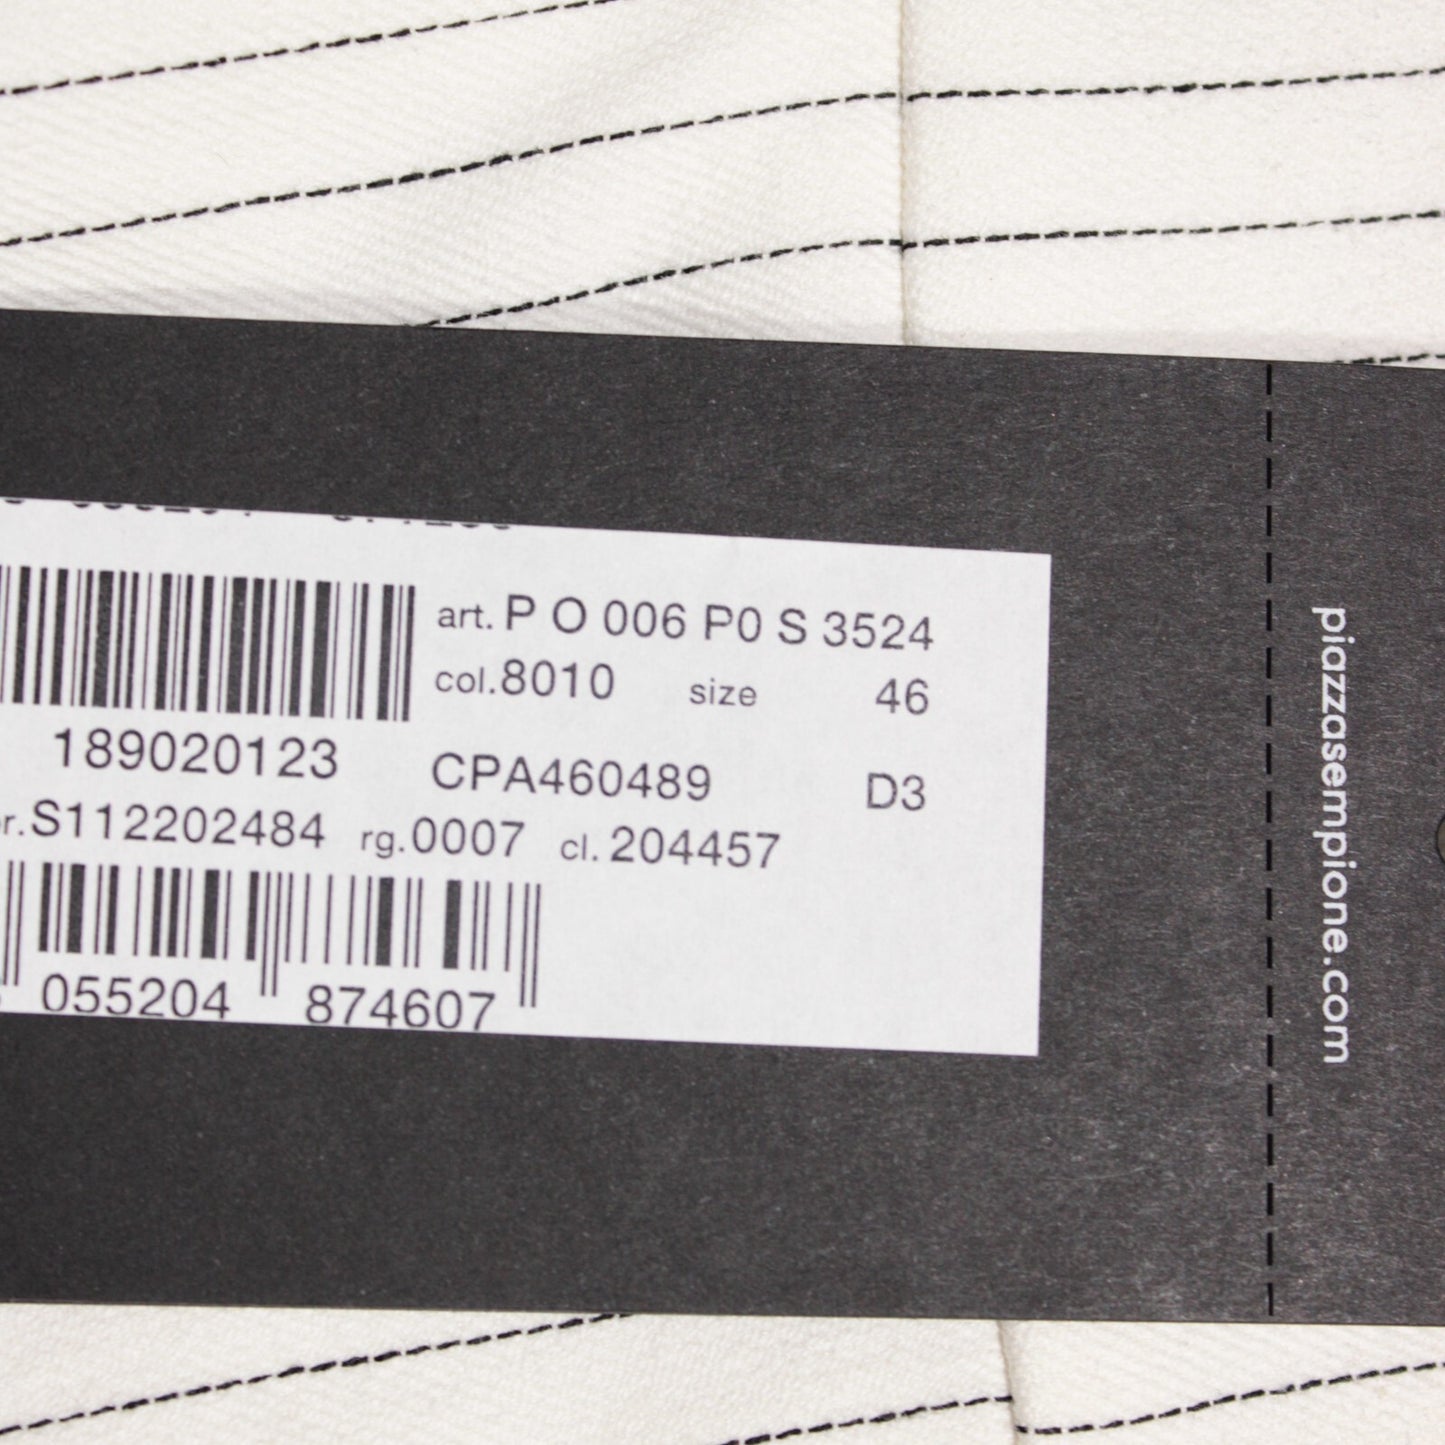 art. P O 006 P0 S 3524
col.8010 size 46
189020123 CPA460489 D3
r.S112202484 rg.0007 cl.204457
055204 874607
piazzasempione.com